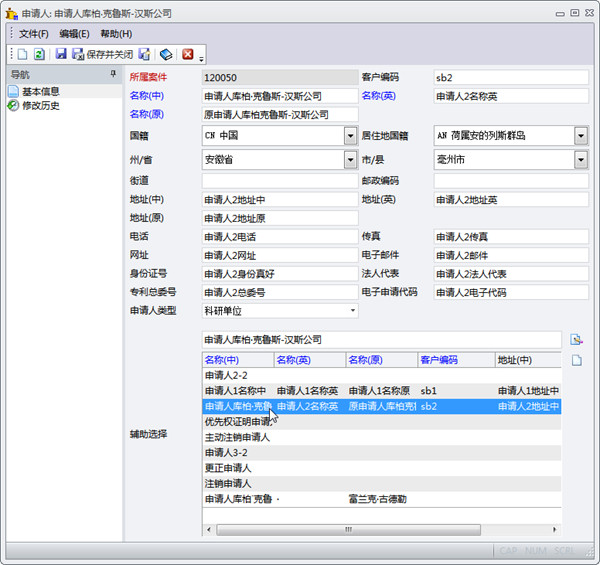 申请人: 申请人库柏·克鲁斯-汉斯公司
文件(F) 编辑(E) 帮助(H)
保存并关闭
导航
基本信息
修改历史
所属案件 120050 客户编码 sb2
名称(中) 申请人库柏·克鲁斯-汉斯公司 名称(英) 申请人2名称英
名称(原) 原申请人库柏克鲁斯-汉斯公司
国籍 CN 中国 居住地国籍 AN 荷属安的列斯群岛
州/省 安徽省 市/县 亳州市
街道 邮政编码
地址(中) 申请人2地址中 地址(英) 申请人2地址英
地址(原) 申请人2地址原
电话 申请人2电话 传真 申请人2传真
网址 申请人2网址 电子邮件 申请人2邮件
身份证号 申请人2身份真好 法人代表 申请人2法人代表
专利总委号 申请人2总委号 电子申请代码 申请人2电子代码
申请人类型 科研单位
申请人库柏·克鲁斯-汉斯公司
名称(中) 名称(英) 名称(原) 客户编码 地址(中)
申请人2-2
申请人1名称中 申请人1名称英 申请人1名称原 sb1 申请人1地址中
申请人库柏·克鲁 申请人2名称英 原申请人库柏克 sb2 申请人2地址中
优先权证明申请
主动注销申请人
辅助选择
申请人3-2
更正申请人
注销申请人
申请人库柏·克鲁 · 富兰克·古德勒
CAP NUM SCRL